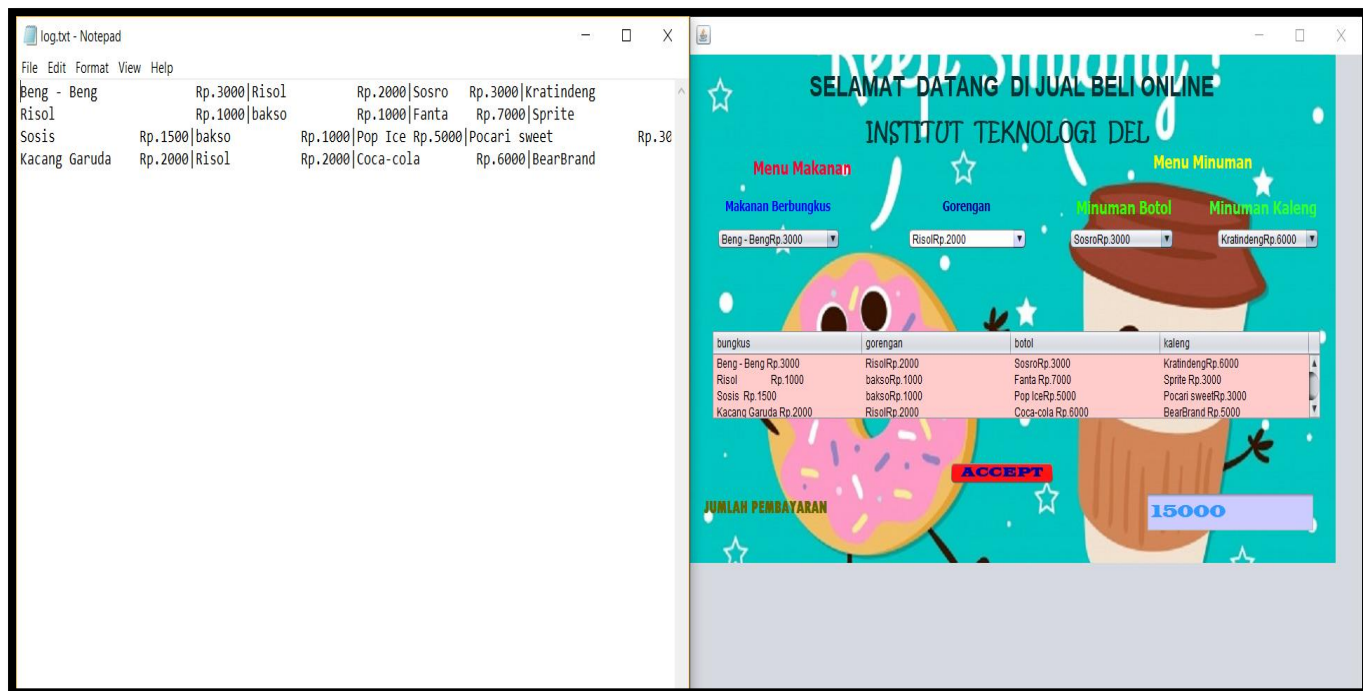 log.txt - Notepad
File Edit Format View Help
Beng - Beng Rp.3000|Risol Rp.2000|Sosro Rp.3000|Kratindeng
Risol Rp.1000|bakso Rp.1000|Fanta Rp.7000|Sprite
Sosis Rp.1500|bakso Rp.1000|Pop Ice Rp.5000|Pocari sweet Rp.30
Kacang Garuda Rp.2000|Risol Rp.2000|Coca-cola Rp.6000|BearBrand
SELAMAT DATANG DI JUAL BELI ONLINE
INSTITUT TEKNOLOGI DEL
Menu Makanan Menu Minuman
Makanan Berbungkus Gorengan Minuman Botol Minuman Kaleng
Beng - BengRp.3000 RisolRp.2000 SosroRp.3000 KratindengRp.6000
bungkus gorengan botol kaleng
Beng - Beng Rp.3000 RisolRp.2000 SosroRp.3000 KratindengRp.6000
Risol Rp.1000 baksoRp.1000 Fanta Rp.7000 Sprite Rp.3000
Sosis Rp.1500 baksoRp.1000 Pop IceRp.5000 Pocari sweetRp.3000
Kacang Garuda Rp.2000 RisolRp.2000 Coca-cola Rp.6000 BearBrand Rp.5000
ACCEPT
JUMLAH PEMBAYARAN 15000